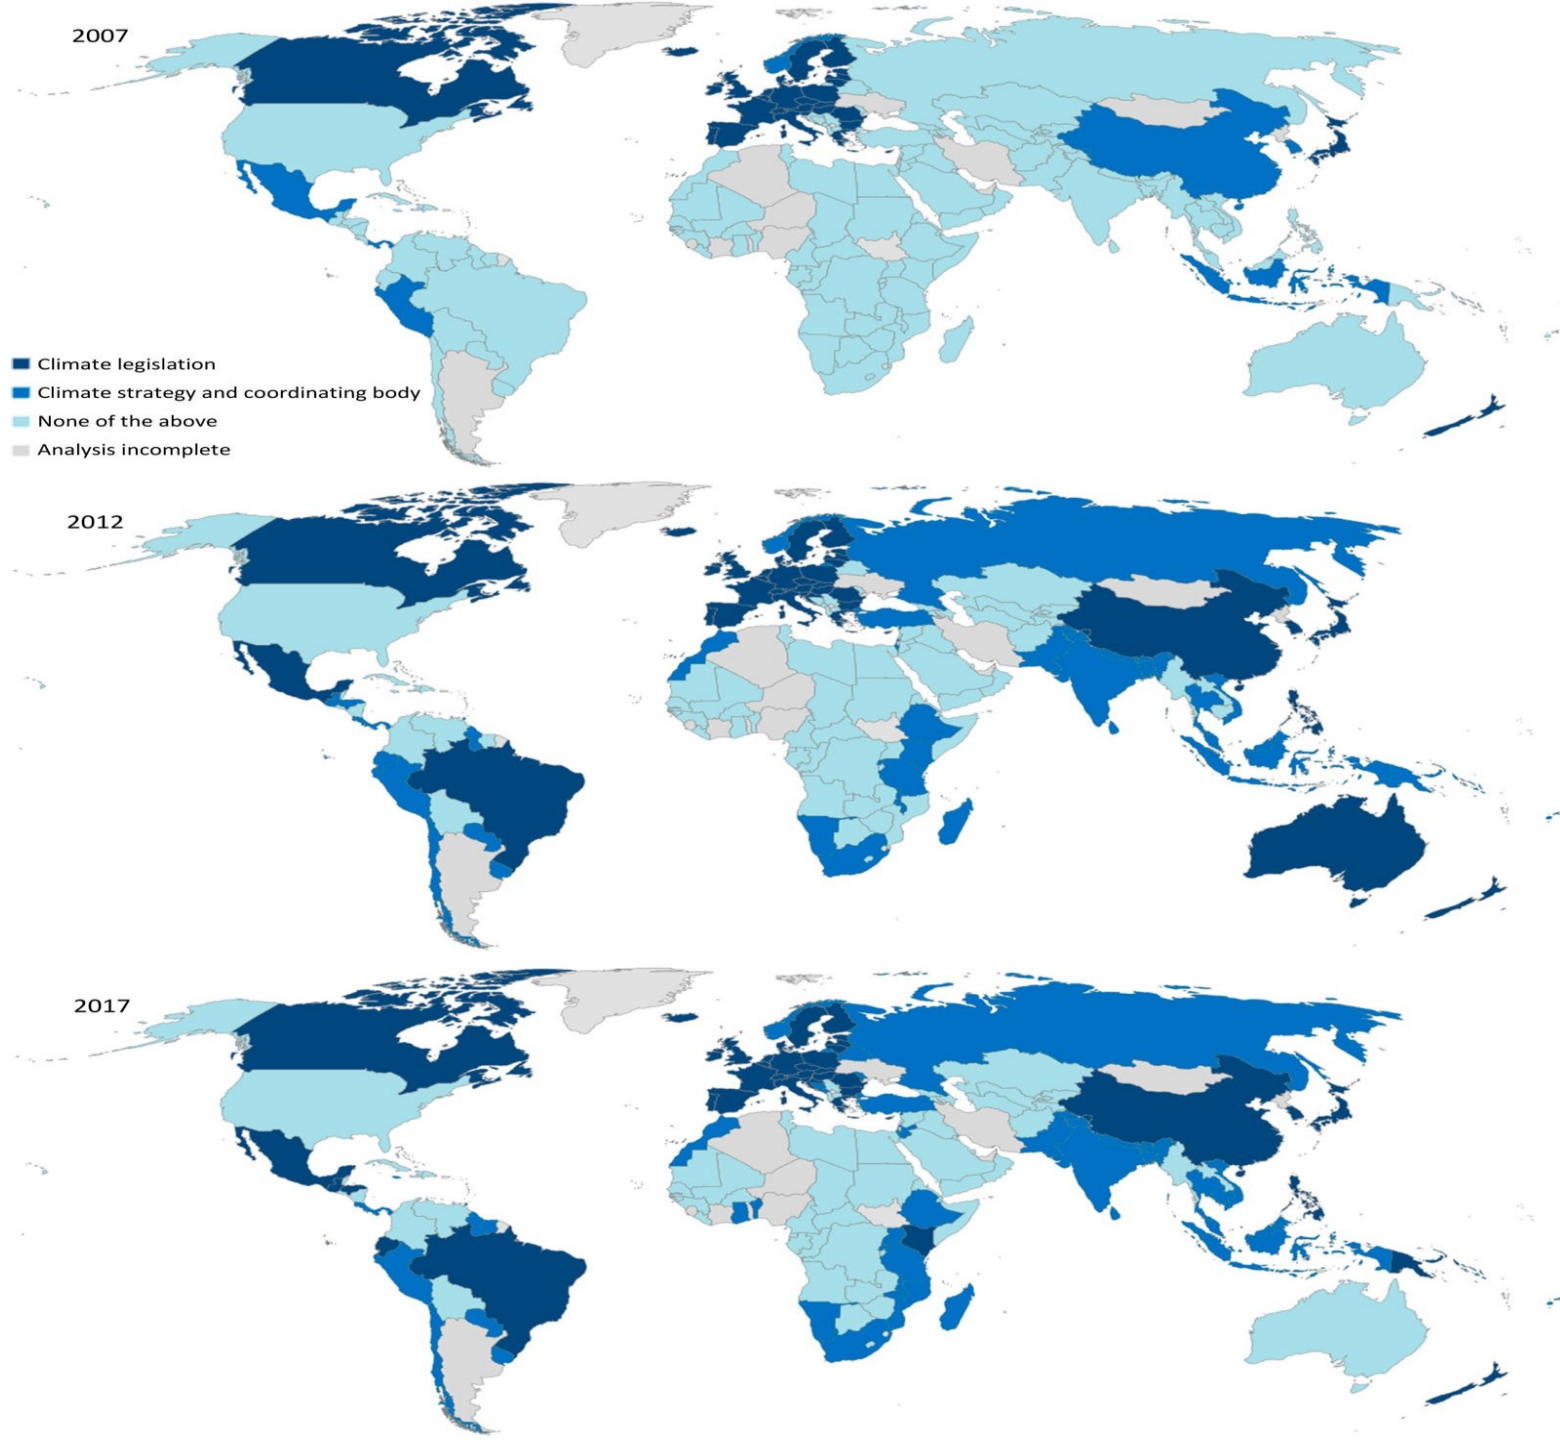 2007
Climate legislation
Climate strategy and coordinating body
None of the above
Analysis incomplete
2012
2017